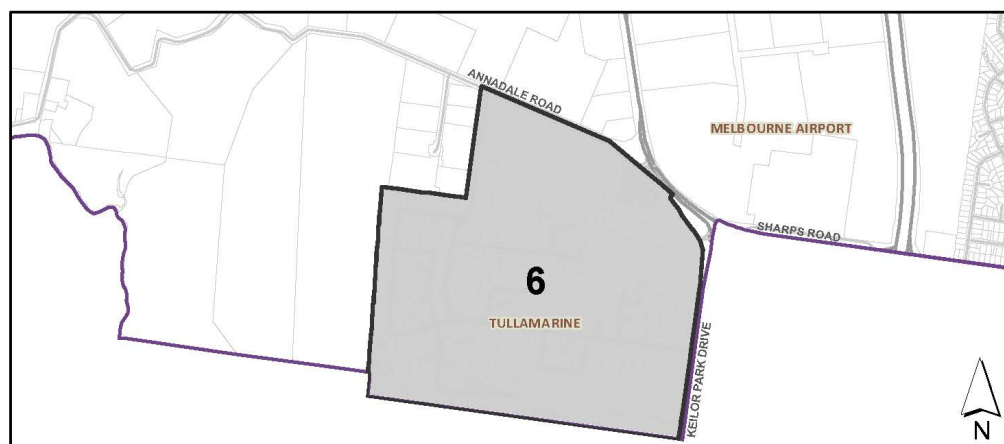 ANNADALE ROAD
MELBOURNE AIRPORT
SHARPS ROAD
6
TULLAMARINE
KEILOR PARK DRIVE
N